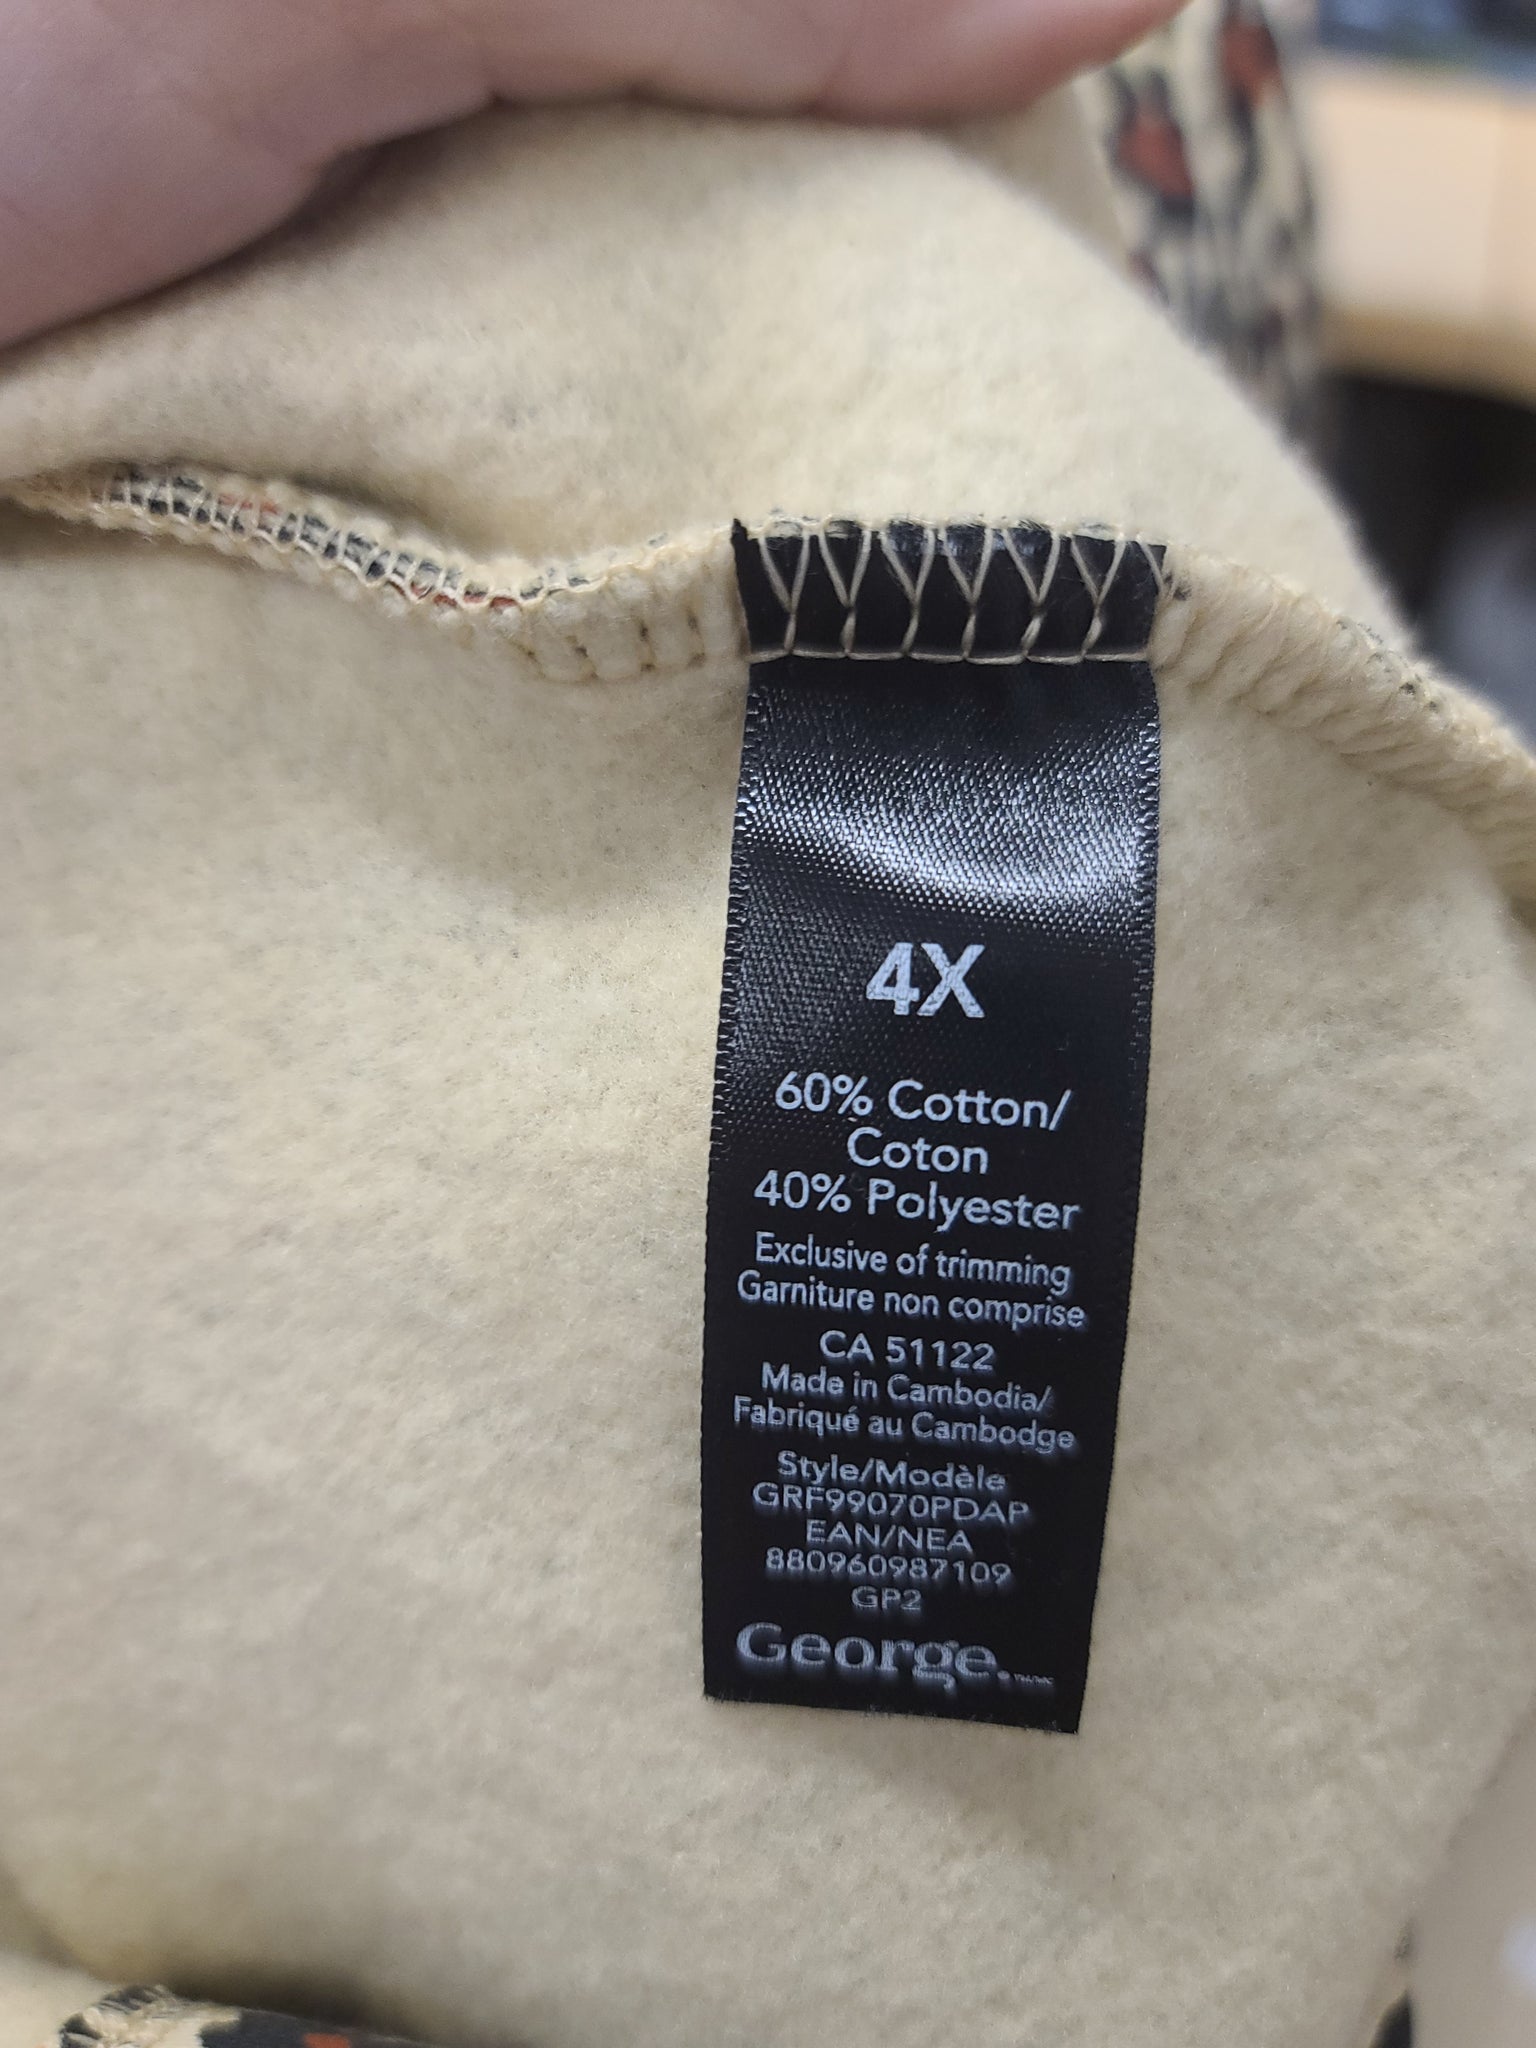 4X
60% Cotton/
Coton
40% Polyester
Exclusive of trimming
Garniture non comprise
CA 51122
Made in Cambodia/
Fabriqué au Cambodge
Style/Modèle
GRF99070PDAP
EAN/NEA
880960987109
GP2
George.